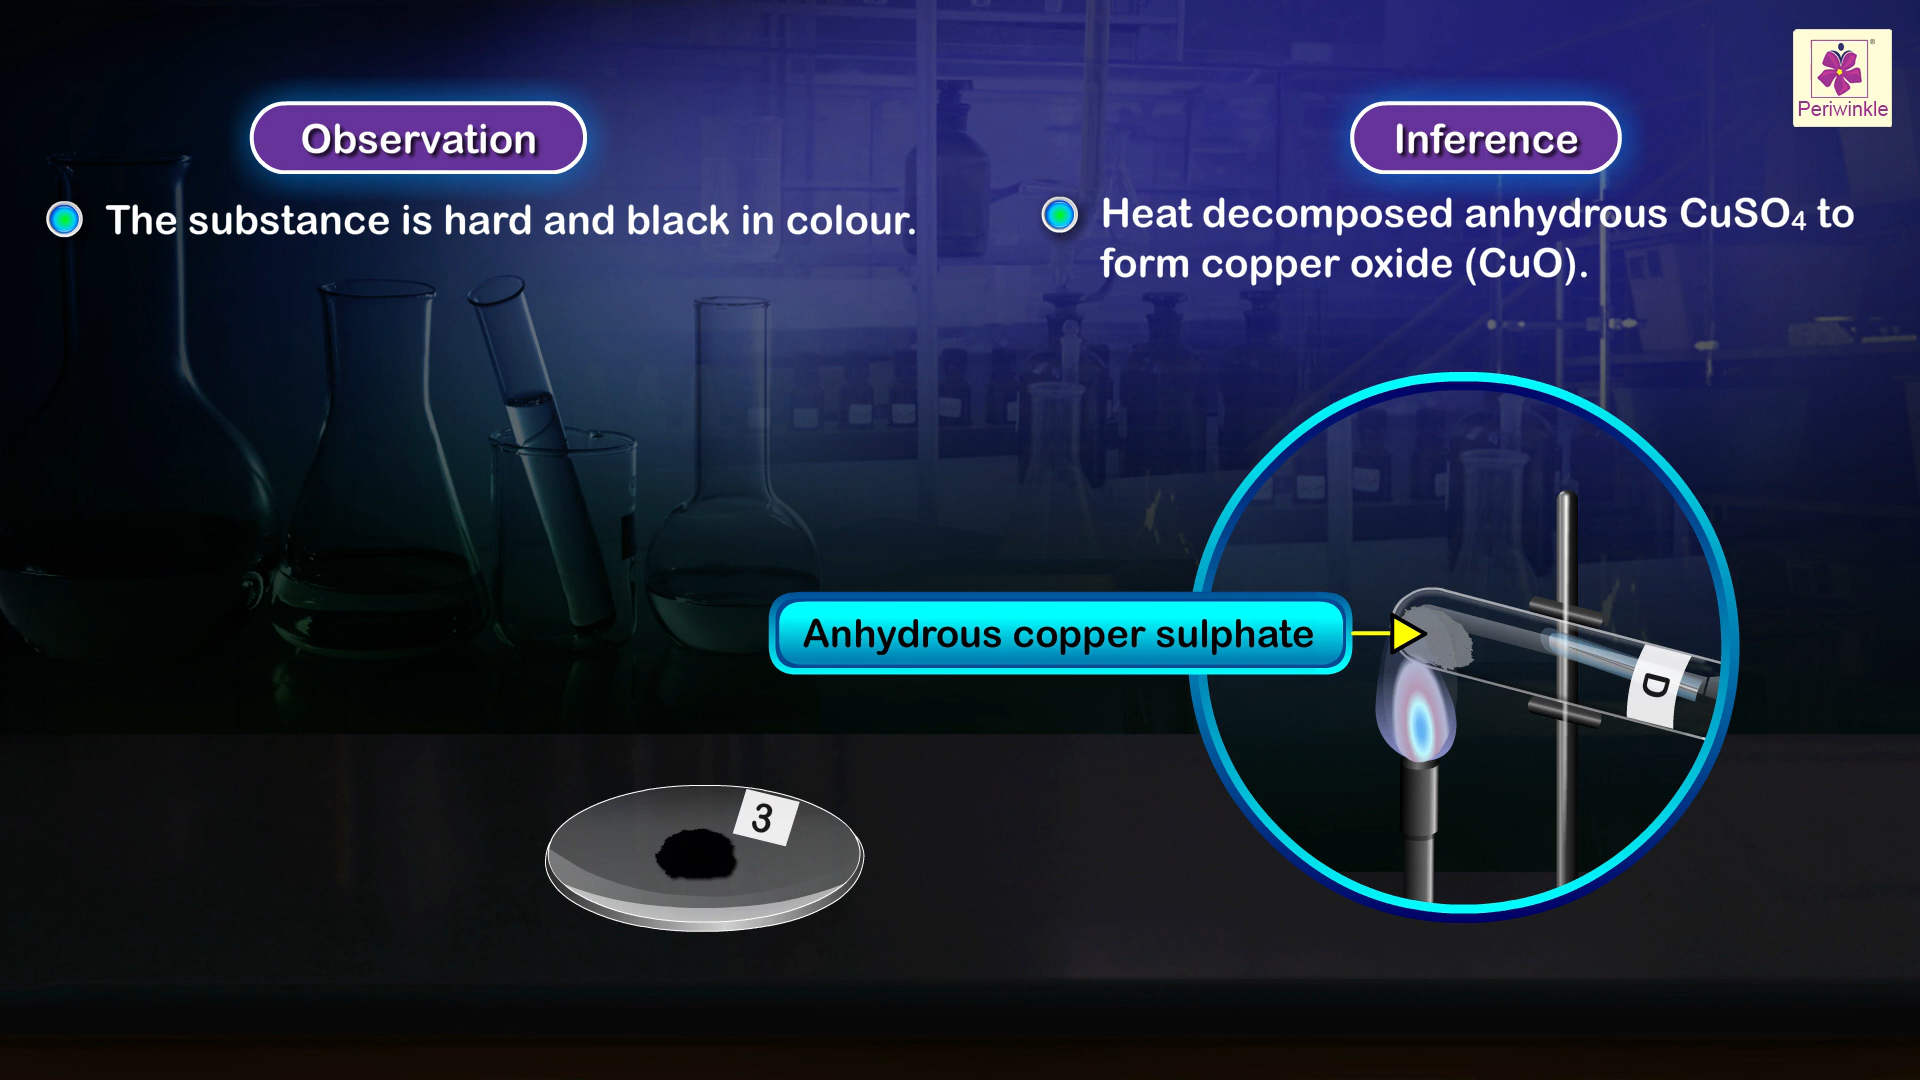 Periwinkle
Observation
The substance is hard and black in colour.
Inference
Heat decomposed anhydrous CuSO₄ to
form copper oxide (CuO).
Anhydrous copper sulphate
D
3